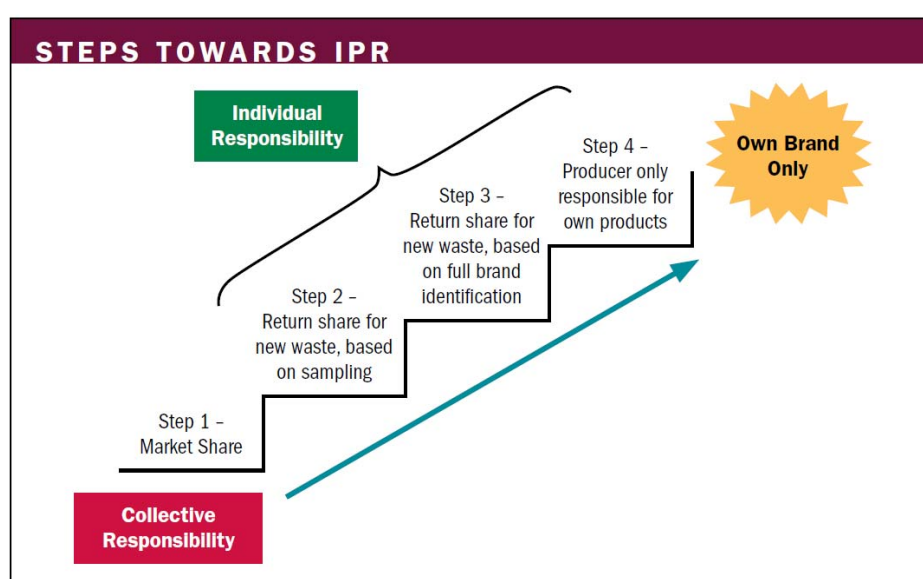 STEPS TOWARDS IPR
Individual
Responsibility
Own Brand
Only
Step 4 –
Producer only
responsible for
own products
Step 3 –
Return share for
new waste, based
on full brand
identification
Step 2 –
Return share for
new waste, based
on sampling
Step 1 –
Market Share
Collective
Responsibility